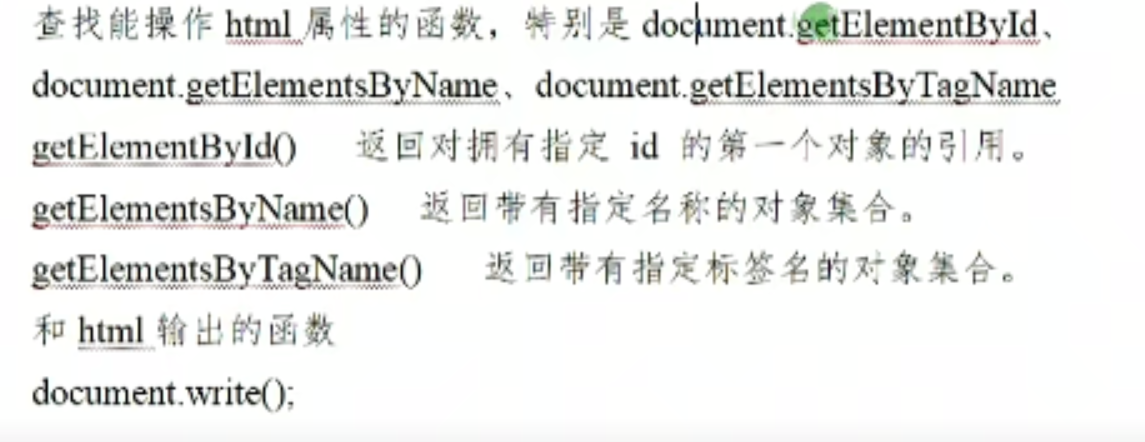 查找能操作 html 属性的函数，特别是 document.getElementById、
document.getElementsByName、document.getElementsByTagName
getElementById() 返回对拥有指定 id 的第一个对象的引用。
getElementsByName() 返回带有指定名称的对象集合。
getElementsByTagName() 返回带有指定标签名的对象集合。
和 html 输出的函数
document.write();